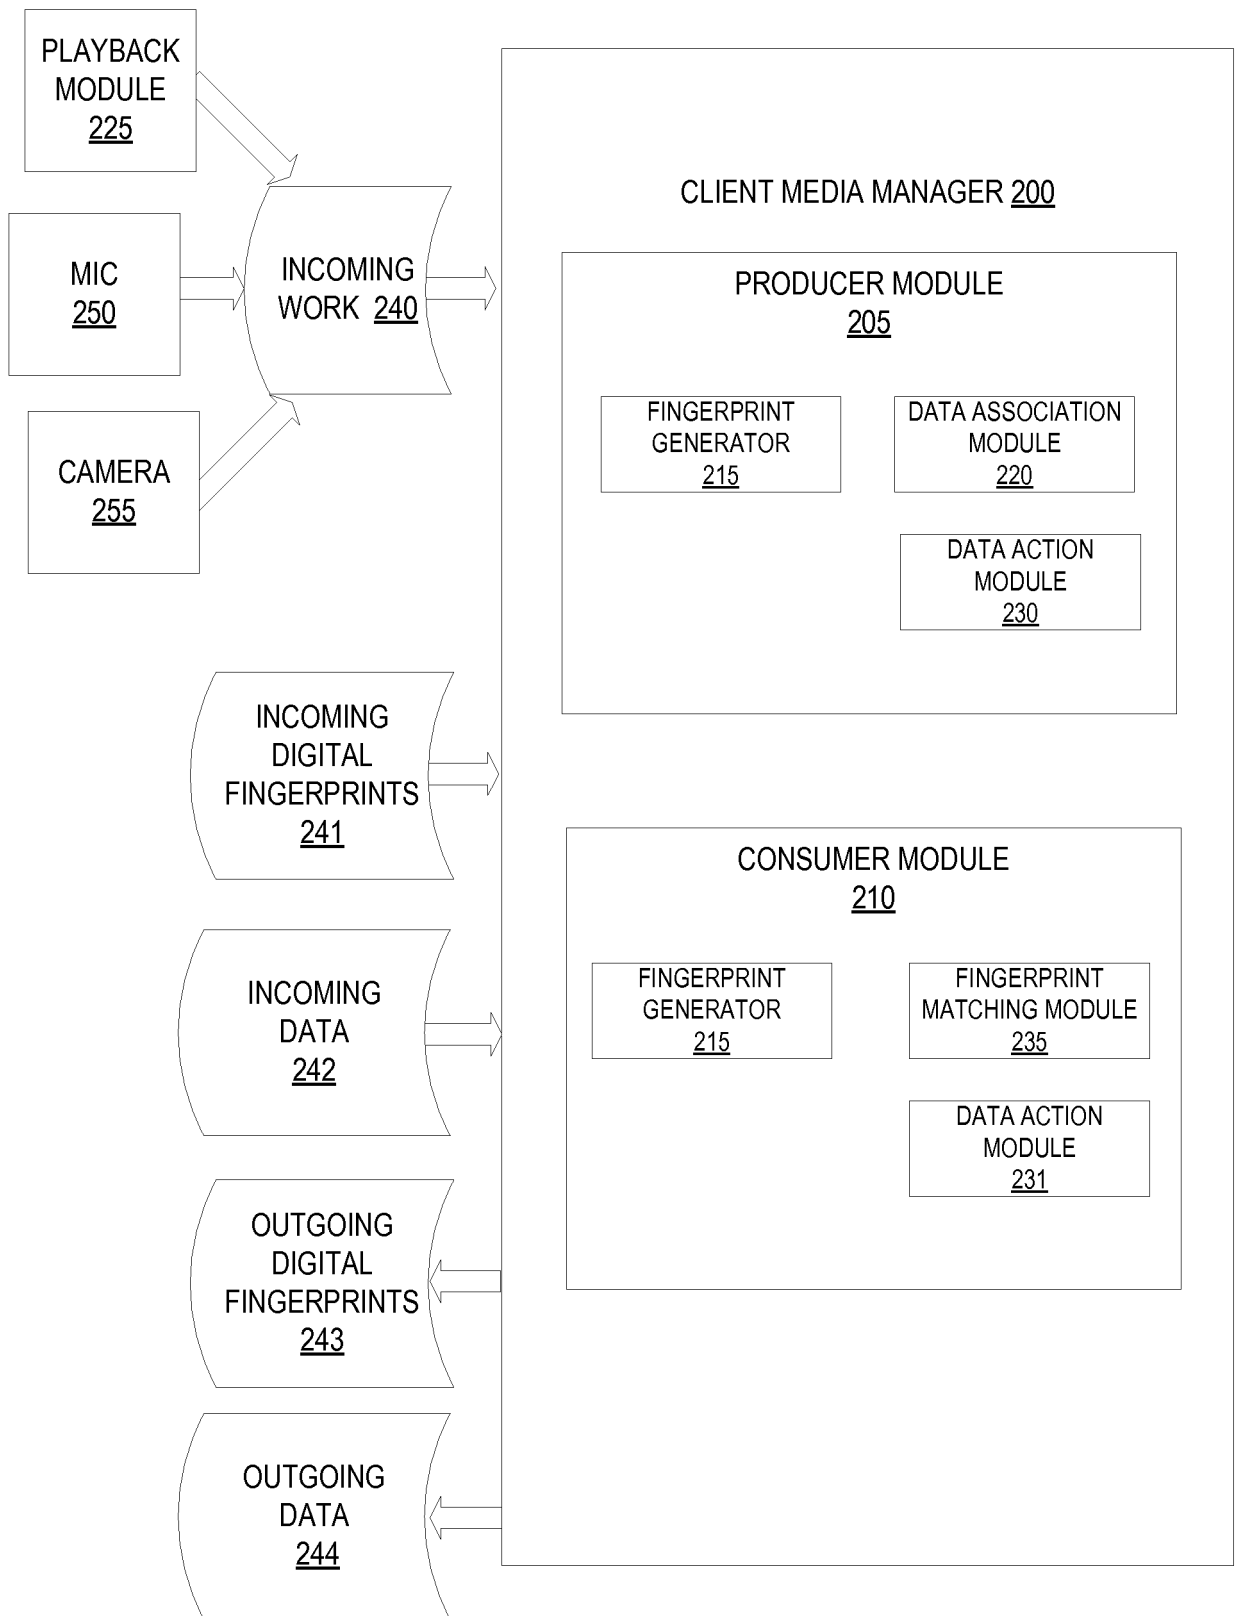 PLAYBACK
MODULE
225
MIC
250
CAMERA
255
INCOMING
WORK 240
INCOMING
DIGITAL
FINGERPRINTS
241
INCOMING
DATA
242
OUTGOING
DIGITAL
FINGERPRINTS
243
OUTGOING
DATA
244
CLIENT MEDIA MANAGER 200
PRODUCER MODULE
205
FINGERPRINT
GENERATOR
215
DATA ASSOCIATION
MODULE
220
DATA ACTION
MODULE
230
CONSUMER MODULE
210
FINGERPRINT
GENERATOR
215
FINGERPRINT
MATCHING MODULE
235
DATA ACTION
MODULE
231